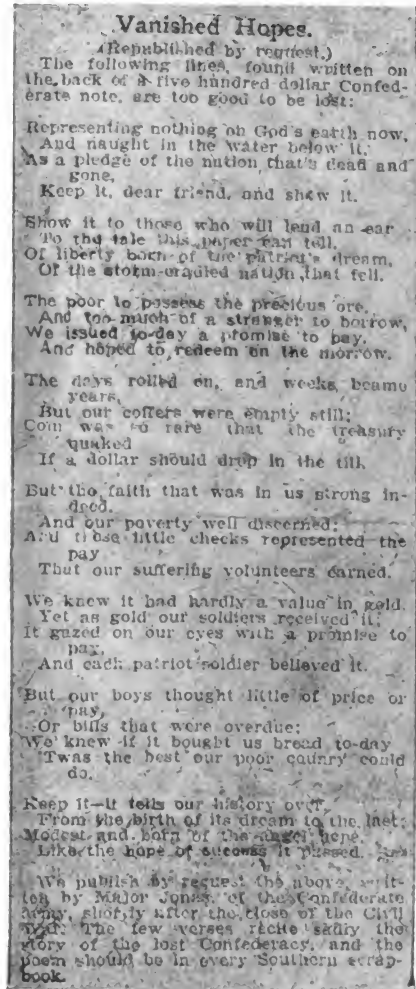 Vanished Hopes.
(Republished by request.)
The following lines, found written on
the back of a five hundred dollar Confed-
erate note, are too good to be lost:
Representing nothing on God's earth now,
And naught in the water below it,
As a pledge of the nation that's dead and
gone,
Keep it, dear friend, and show it.
Show it to those who will lend an ear
To the tale this paper can tell,
Of liberty born of the patriot's dream,
Of the storm-cradled nation that fell.
The poor to possess the precious ore,
And too much of a stranger to borrow,
We issued to-day a promise to pay,
And hoped to redeem on the morrow.
The days rolled on, and weeks became
years,
But our coffers were empty still;
Coin was so rare that the treasury
quaked
If a dollar should drop in the till.
But the faith that was in us strong in-
deed,
And our poverty well discerned;
And those little checks represented the
pay
That our suffering volunteers earned.
We knew it had hardly a value in gold,
Yet as gold our soldiers received it;
It gazed on our eyes with a promise to
pay,
And each patriot soldier believed it.
But our boys thought little of price or
pay,
Or bills that were overdue;
We knew if it bought us bread to-day
'Twas the best our poor counry could
do.
Keep it—it tells our history over,
From the birth of its dream to the last;
Modest and born of the angel hope,
Like the hope of success it passed.
We publish by request the above, writ-
ten by Major Jonas, of the Confederate
army, shortly after the close of the Civil
War. The few verses recite sadly the
story of the lost Confederacy, and the
poem should be in every Southern scrap-
book.